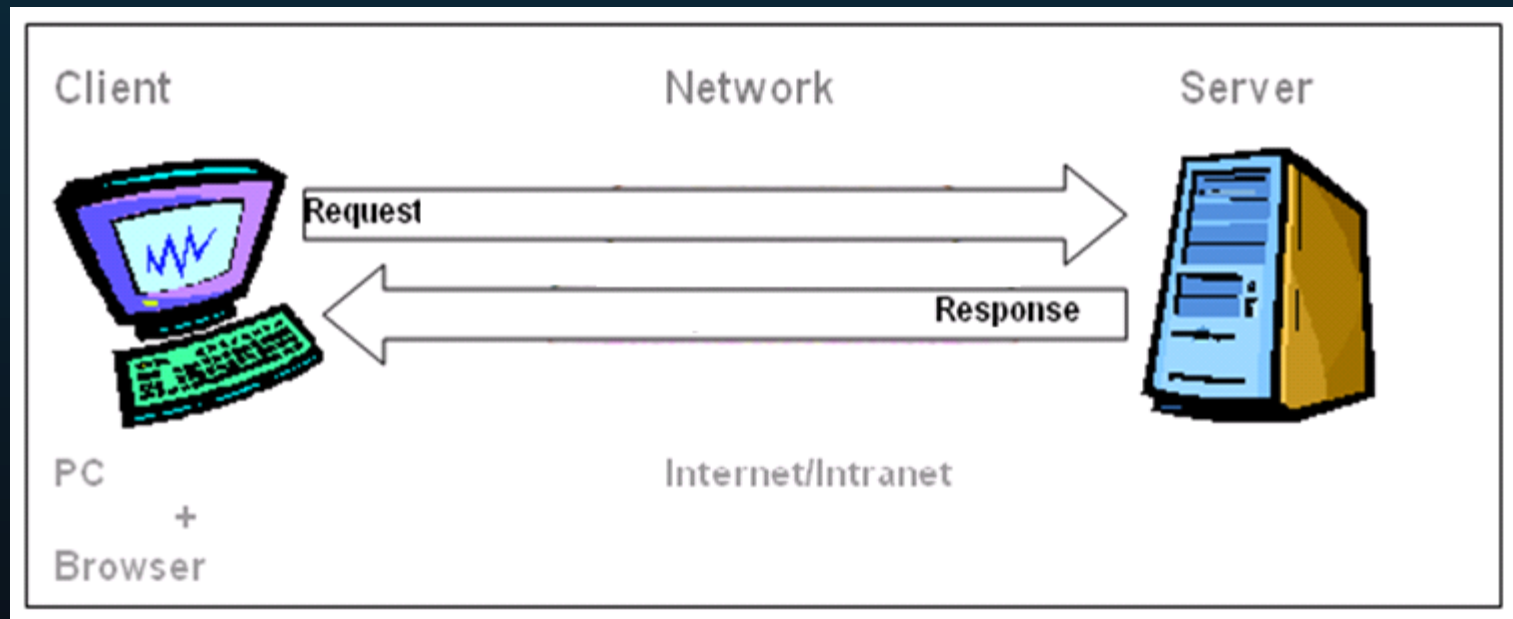 Client Network Server
Request
Response
PC Internet/Intranet
+
Browser